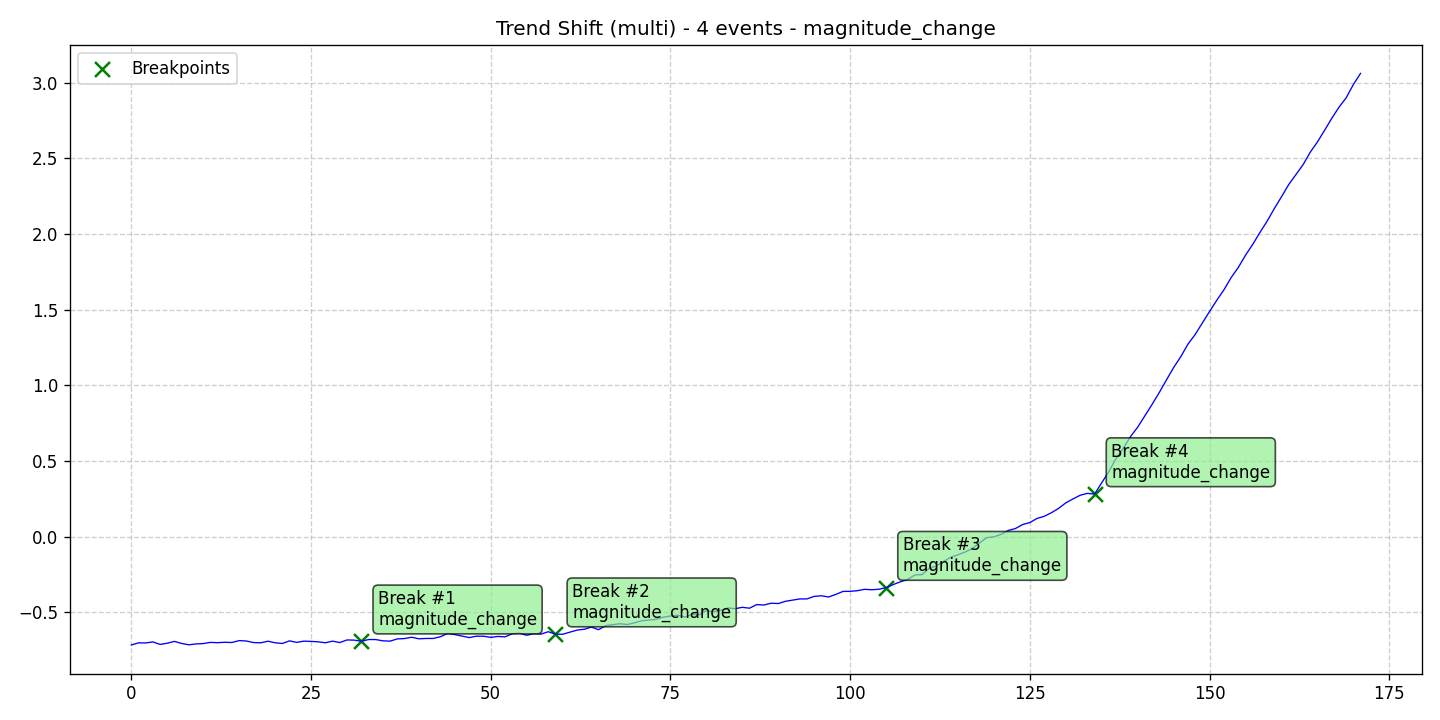 Trend Shift (multi) - 4 events - magnitude_change
Breakpoints
3.0
2.5
2.0
1.5
1.0
0.5
0.0
−0.5
Break #1
magnitude_change
Break #2
magnitude_change
Break #3
magnitude_change
Break #4
magnitude_change
0
25
50
75
100
125
150
175